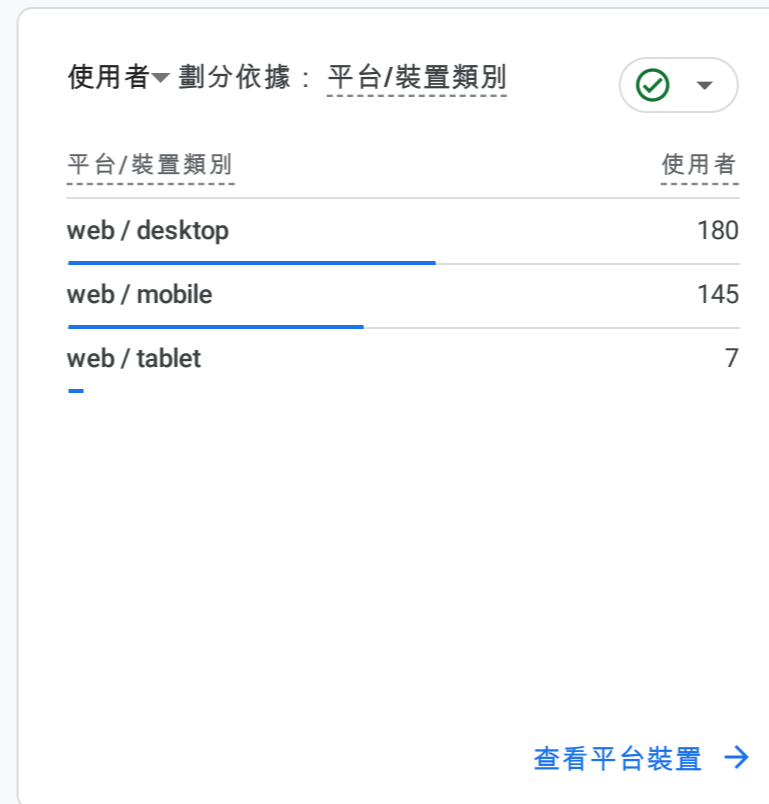 使用者 劃分依據：平台/裝置類別
平台/裝置類別 使用者
web / desktop 180
web / mobile 145
web / tablet 7
查看平台裝置 →